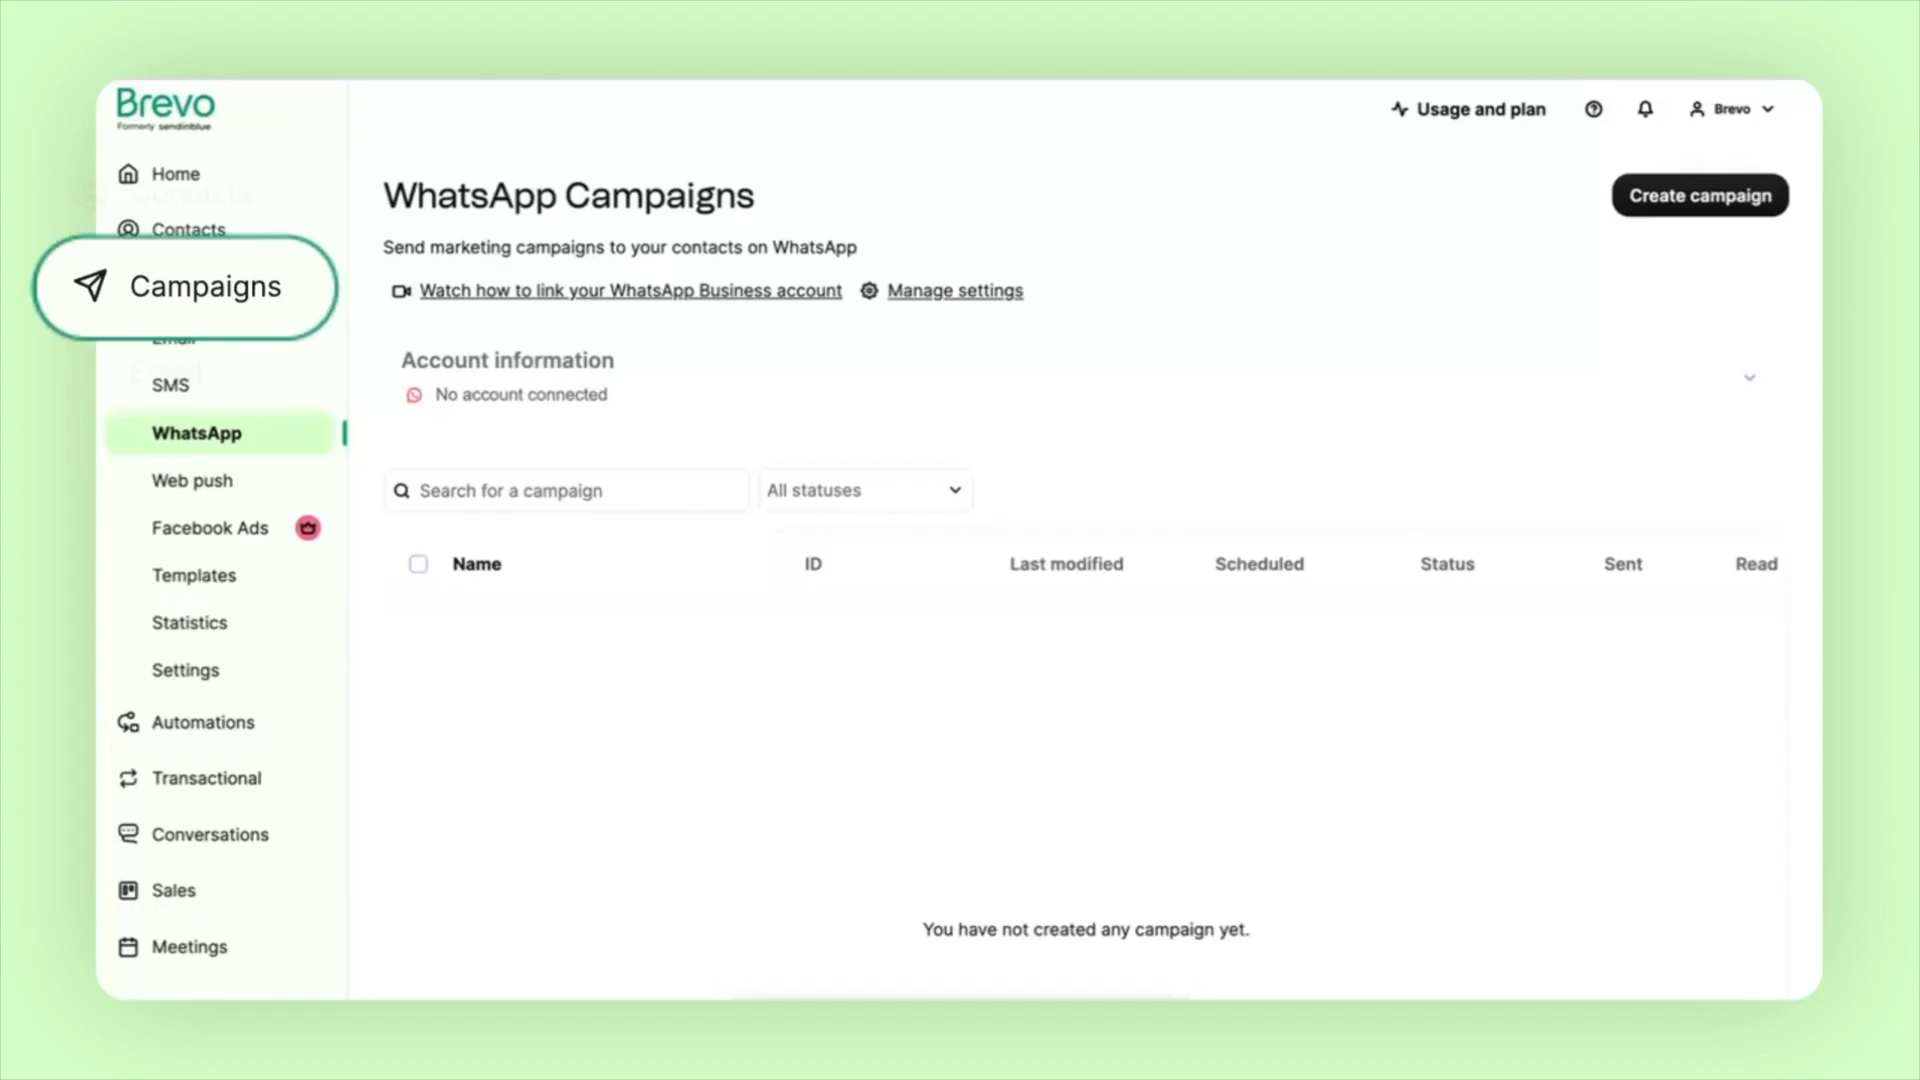 Brevo
Formerly sendinblue
Usage and plan
Brevo
Home
Contacts
Campaigns
Email
SMS
WhatsApp
Web push
Facebook Ads
Templates
Statistics
Settings
Automations
Transactional
Conversations
Sales
Meetings
WhatsApp Campaigns
Create campaign
Send marketing campaigns to your contacts on WhatsApp
Watch how to link your WhatsApp Business account Manage settings
Account information
No account connected
Search for a campaign All statuses
Name ID Last modified Scheduled Status Sent Read
You have not created any campaign yet.